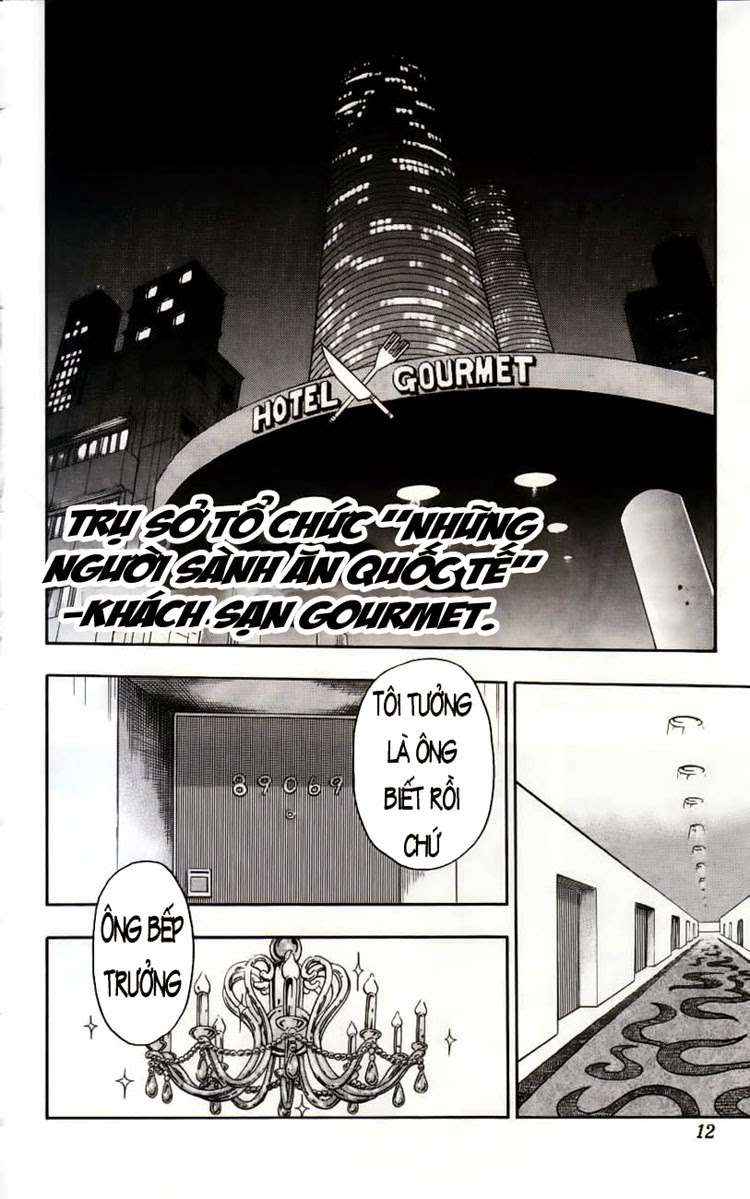 HOTEL GOURMET
TRỤ SỞ TỔ CHỨC "NHỮNG
NGƯỜI SÀNH ĂN QUỐC TẾ"
-KHÁCH SẠN GOURMET.
TÔI TƯỞNG
LÀ ÔNG
BIẾT RỒI
CHỨ
89069
ÔNG BẾP
TRƯỞNG
12